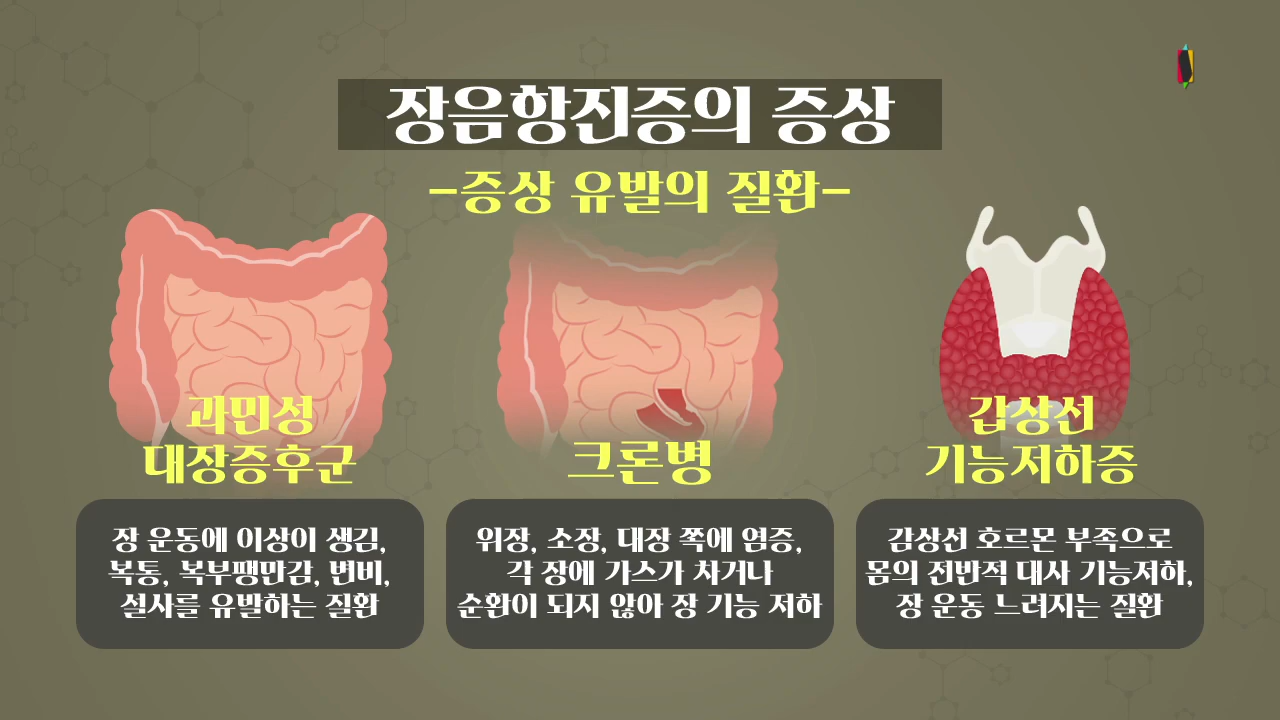 장음항진증의 증상
-증상 유발의 질환-
과민성
대장증후군
장 운동에 이상이 생김,
복통, 복부팽만감, 변비,
설사를 유발하는 질환
크론병
위장, 소장, 대장 쪽에 염증,
각 장에 가스가 차거나
순환이 되지 않아 장 기능 저하
갑상선
기능저하증
감상선 호르몬 부족으로
몸의 전반적 대사 기능저하,
장 운동 느려지는 질환